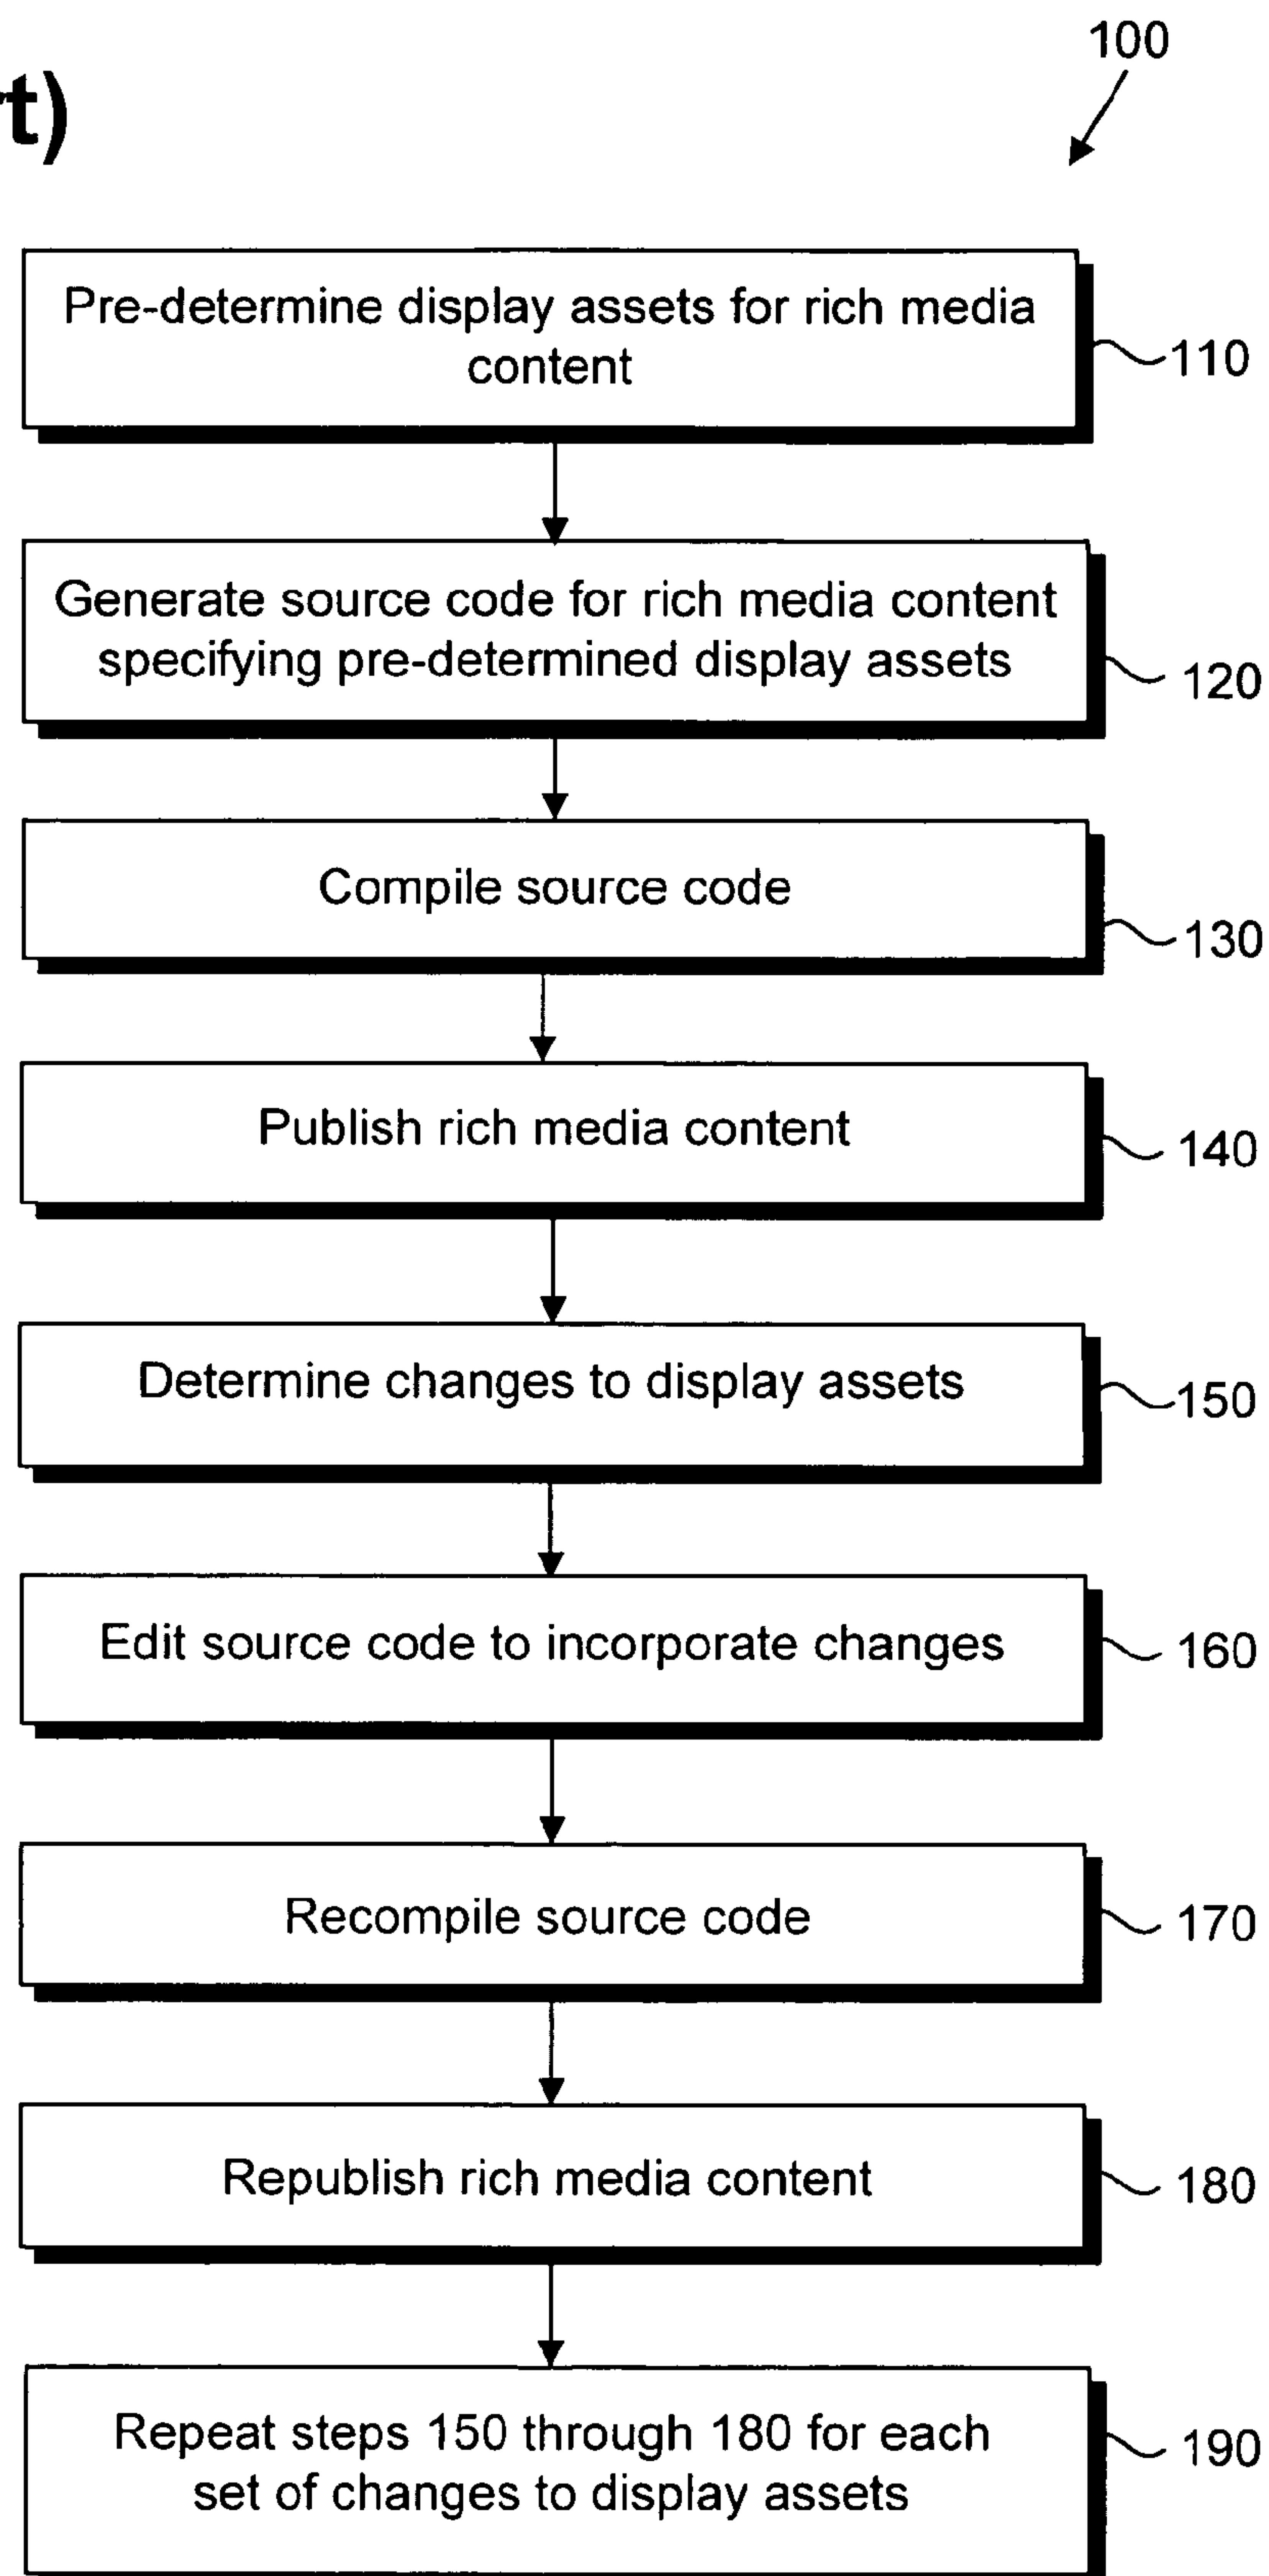 100
t)
Pre-determine display assets for rich media
content
110
Generate source code for rich media content
specifying pre-determined display assets
120
Compile source code
130
Publish rich media content
140
Determine changes to display assets
150
Edit source code to incorporate changes
160
Recompile source code
170
Republish rich media content
180
Repeat steps 150 through 180 for each
set of changes to display assets
190